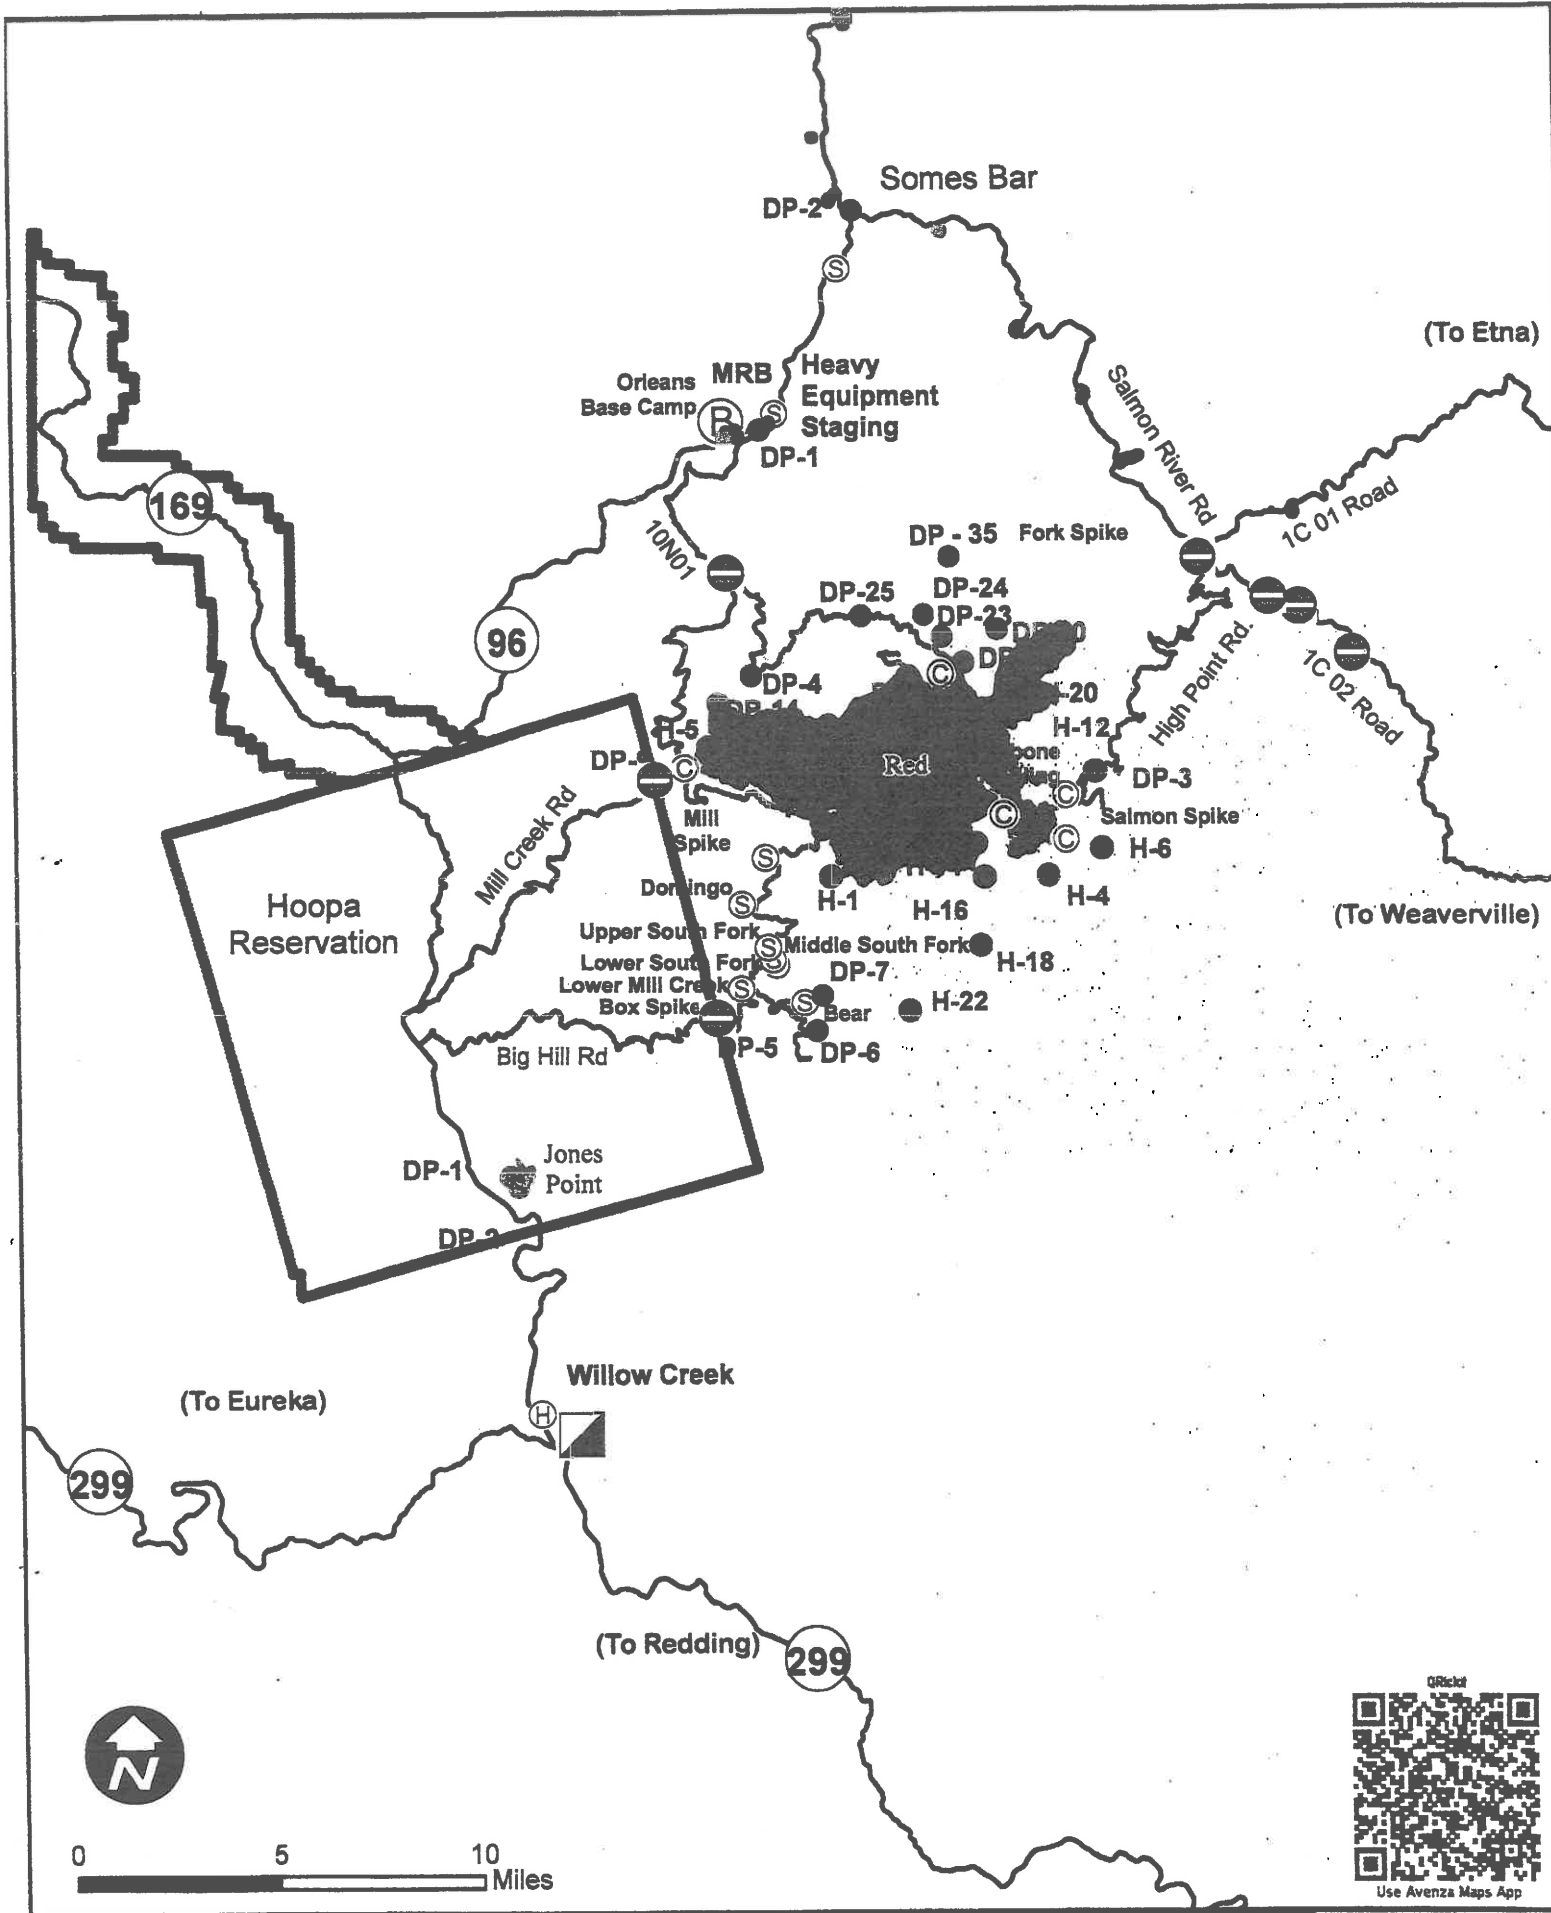 Somes Bar
DP-2
S
(To Etna)
Salmon River Rd
Orleans
Base Camp
MRB
Heavy
Equipment
Staging
S
DP-1
169
10N01
1C 01 Road
DP - 35
Fork Spike
DP-25
DP-24
DP-23
96
DP-4
C
High Point Rd.
1C 02 Road
H-12
H-5
DP-3
C
Red
C
C
C
Salmon Spike
Mill
Spike
Mill Creek Rd
S
H-6
H-1
H-16
H-4
Hoopa
Reservation
Domingo
S
(To Weaverville)
Upper South Fork
S
Middle South Fork
Lower South Fork
S
H-18
DP-7
Lower Mill Creek
S
Box Spike
S
Bear
H-22
Big Hill Rd
DP-5
DP-6
Jones
Point
DP-1
DP-2
Willow Creek
(To Eureka)
H
299
(To Redding)
299
N
0 5 10
Miles
Use Avenza Maps App